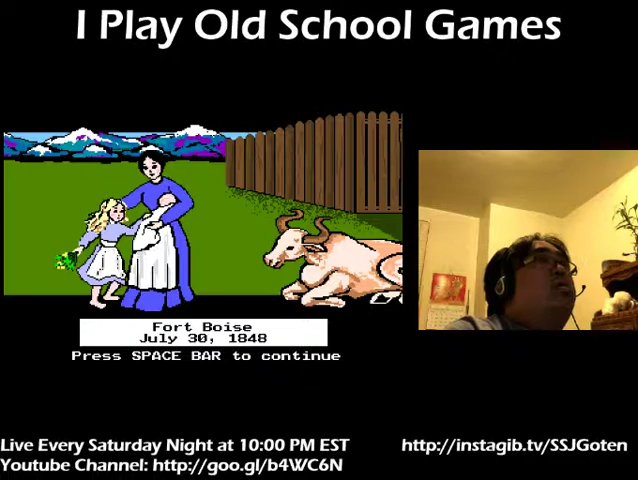 I Play Old School Games
Fort Boise
July 30, 1848
Press SPACE BAR to continue
Live Every Saturday Night at 10:00 PM EST
http://instagib.tv/SSJGoten
Youtube Channel: http://goo.gl/b4WC6N